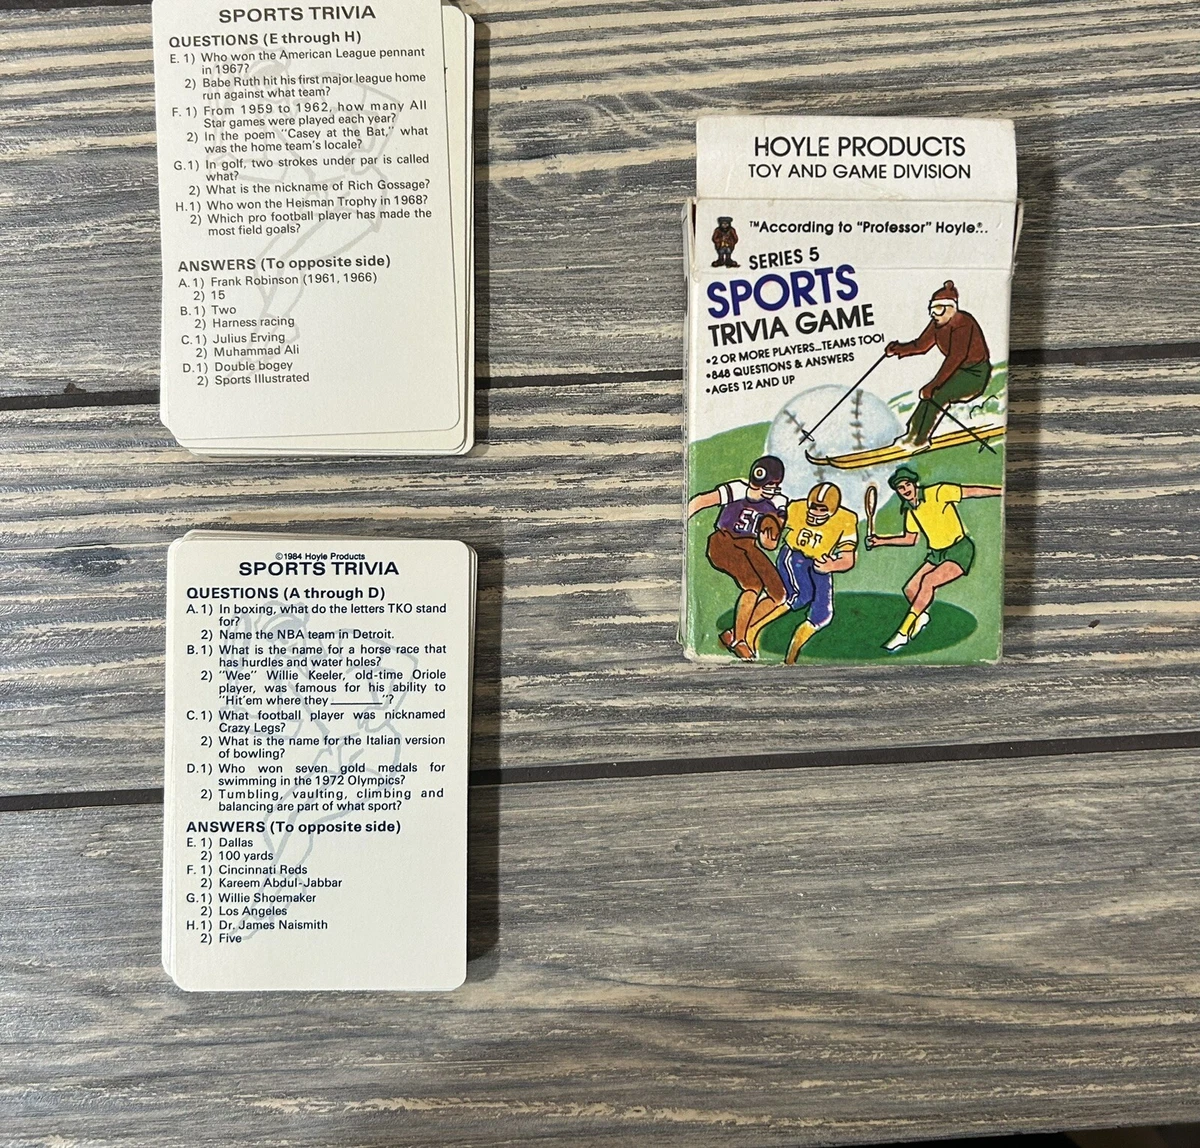 SPORTS TRIVIA
QUESTIONS (E through H)
E. 1) Who won the American League pennant
in 1967?
2) Babe Ruth hit his first major league home
run against what team?
F. 1) From 1959 to 1962, how many All
Star games were played each year?
2) In the poem "Casey at the Bat," what
was the home team's locale?
G. 1) In golf, two strokes under par is called
what?
2) What is the nickname of Rich Gossage?
H. 1) Who won the Heisman Trophy in 1968?
2) Which pro football player has made the
most field goals?
ANSWERS (To opposite side)
A. 1) Frank Robinson (1961, 1966)
2) 15
B. 1) Two
2) Harness racing
C. 1) Julius Erving
2) Muhammad Ali
D. 1) Double bogey
2) Sports Illustrated
©1984 Hoyle Products
SPORTS TRIVIA
QUESTIONS (A through D)
A. 1) In boxing, what do the letters TKO stand
for?
2) Name the NBA team in Detroit.
B. 1) What is the name for a horse race that
has hurdles and water holes?
2) "Wee" Willie Keeler, old-time Oriole
player, was famous for his ability to
"Hit'em where they _______"?
C. 1) What football player was nicknamed
Crazy Legs?
2) What is the name for the Italian version
of bowling?
D. 1) Who won seven gold medals for
swimming in the 1972 Olympics?
2) Tumbling, vaulting, climbing and
balancing are part of what sport?
ANSWERS (To opposite side)
E. 1) Dallas
2) 100 yards
F. 1) Cincinnati Reds
2) Kareem Abdul-Jabbar
G. 1) Willie Shoemaker
2) Los Angeles
H. 1) Dr. James Naismith
2) Five
HOYLE PRODUCTS
TOY AND GAME DIVISION
™According to "Professor" Hoyle®...
SERIES 5
SPORTS
TRIVIA GAME
•2 OR MORE PLAYERS...TEAMS TOO!
•848 QUESTIONS & ANSWERS
•AGES 12 AND UP
51
61